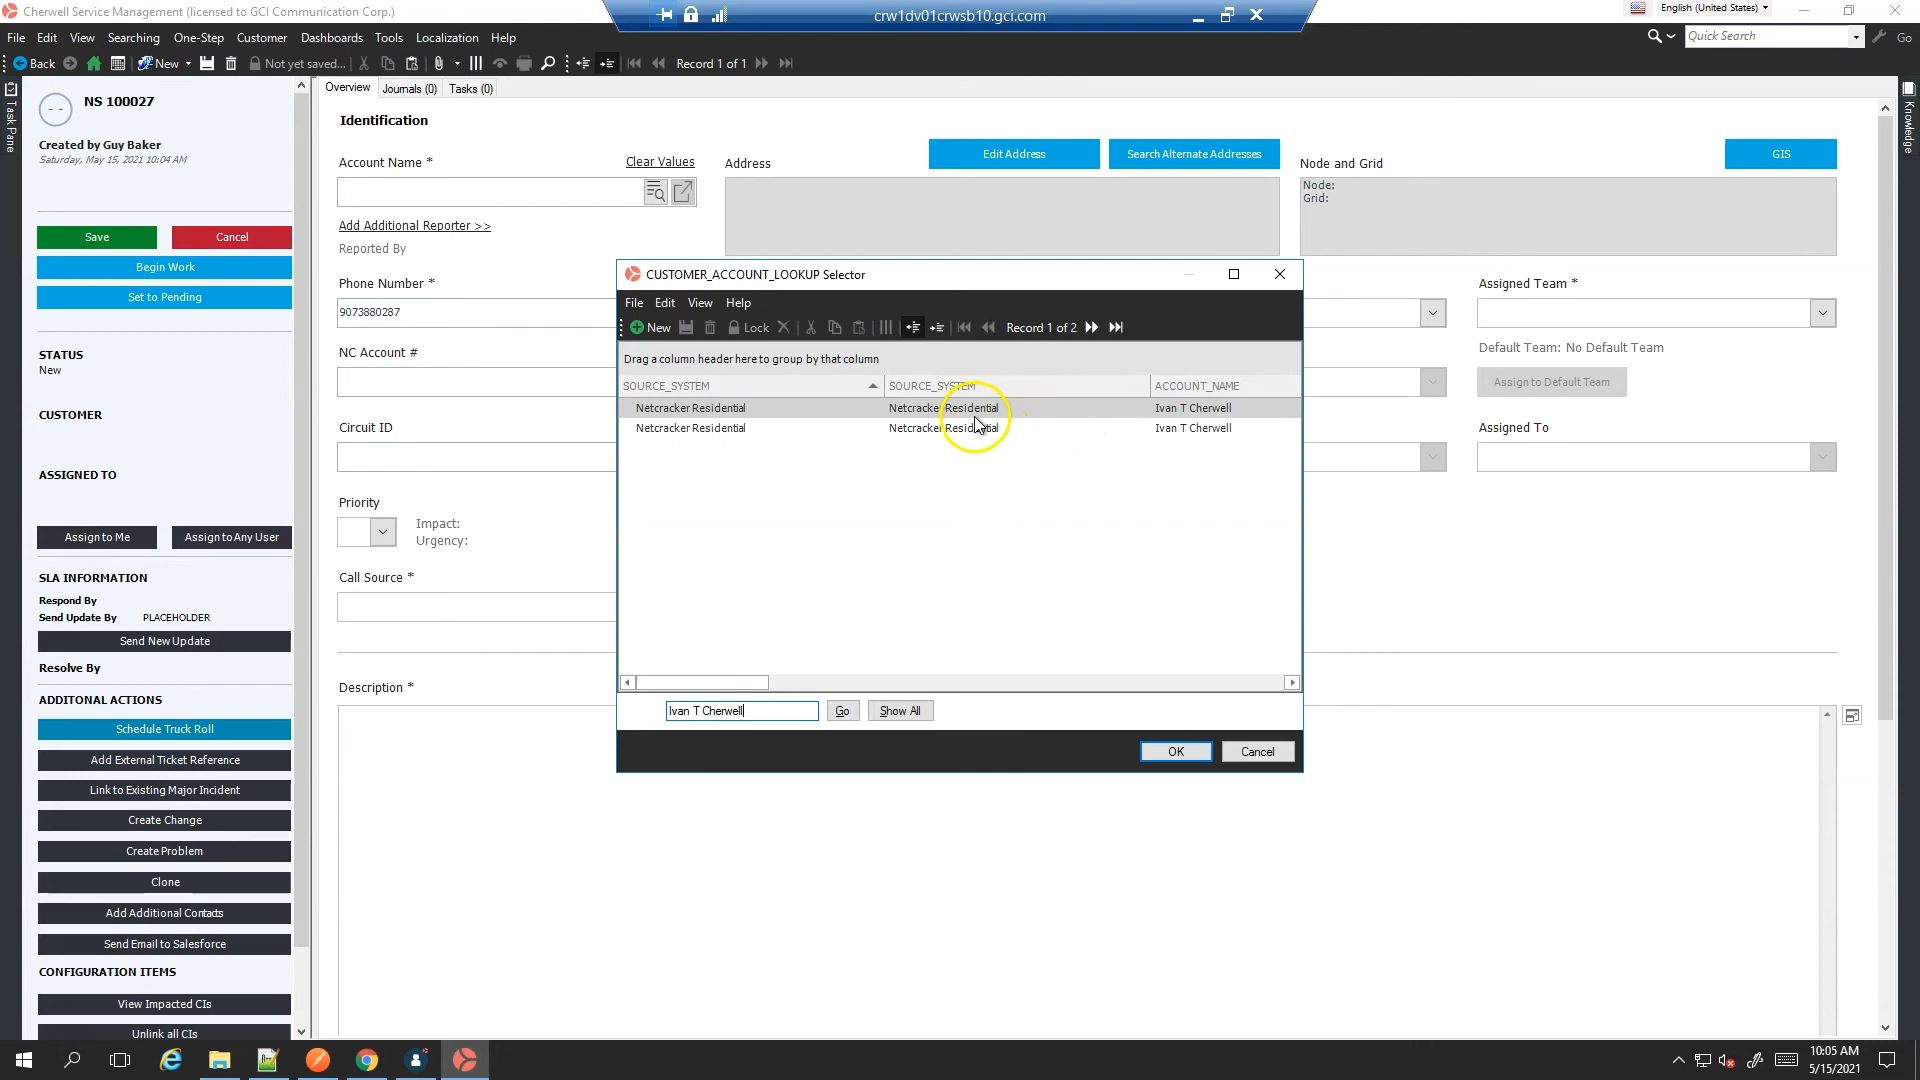 Cherwell Service Management (licensed to GCI Communication Corp.)
crw1dv01crwsb10.gci.com
English (United States)
File Edit View Searching One-Step Customer Dashboards Tools Localization Help
Quick Search
Go
Back
New
Not yet saved...
Record 1 of 1
Task Pane
Knowledge
- -
NS 100027
Created by Guy Baker
Saturday, May 15, 2021 10:04 AM
Save
Cancel
Begin Work
Set to Pending
STATUS
New
CUSTOMER
ASSIGNED TO
Assign to Me
Assign to Any User
SLA INFORMATION
Respond By
Send Update By PLACEHOLDER
Send New Update
Resolve By
ADDITONAL ACTIONS
Schedule Truck Roll
Add External Ticket Reference
Link to Existing Major Incident
Create Change
Create Problem
Clone
Add Additional Contacts
Send Email to Salesforce
CONFIGURATION ITEMS
View Impacted CIs
Unlink all CIs
Overview
Journals (0)
Tasks (0)
Identification
Account Name *
Clear Values
Address
Edit Address
Search Alternate Addresses
Node and Grid
GIS
Node:
Grid:
Add Additional Reporter >>
Reported By
Phone Number *
9073880287
NC Account #
Circuit ID
Priority
Impact:
Urgency:
Call Source *
Description *
Assigned Team *
Default Team: No Default Team
Assign to Default Team
Assigned To
CUSTOMER_ACCOUNT_LOOKUP Selector
File Edit View Help
New
Lock
Record 1 of 2
Drag a column header here to group by that column
SOURCE_SYSTEM SOURCE_SYSTEM ACCOUNT_NAME
Netcracker Residential Netcracker Residential Ivan T Cherwell
Netcracker Residential Netcracker Residential Ivan T Cherwell
Ivan T Cherwell
Go
Show All
OK
Cancel
10:05 AM
5/15/2021